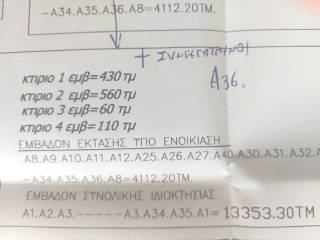 -A34.A35.A36.A8=4112.20TM.
A36.
κτιριο 1 εμβ=430 τμ
κτιριο 2 εμβ=560 τμ
κτιριο 3 εμβ=60 τμ
κτιριο 4 εμβ=110 τμ
ΕΜΒΑΔΟΝ ΕΚΤΑΣΗΣ ΤΠΟ ΕΝΟΙΚΙΑΣΗ
.A8.A9.A10.A11.A12.A25.A26.A27.A40.A30.A31.A32.
-A34.A35.A36.A8=4112.20TM.
ΕΜΒΑΔΟΝ ΣΥΝΟΛΙΚΗΣ ΙΔΙΟΚΤΗΣΙΑΣ
A1.A2.A3.-----A3.A34.A35.A1= 13353.30TM